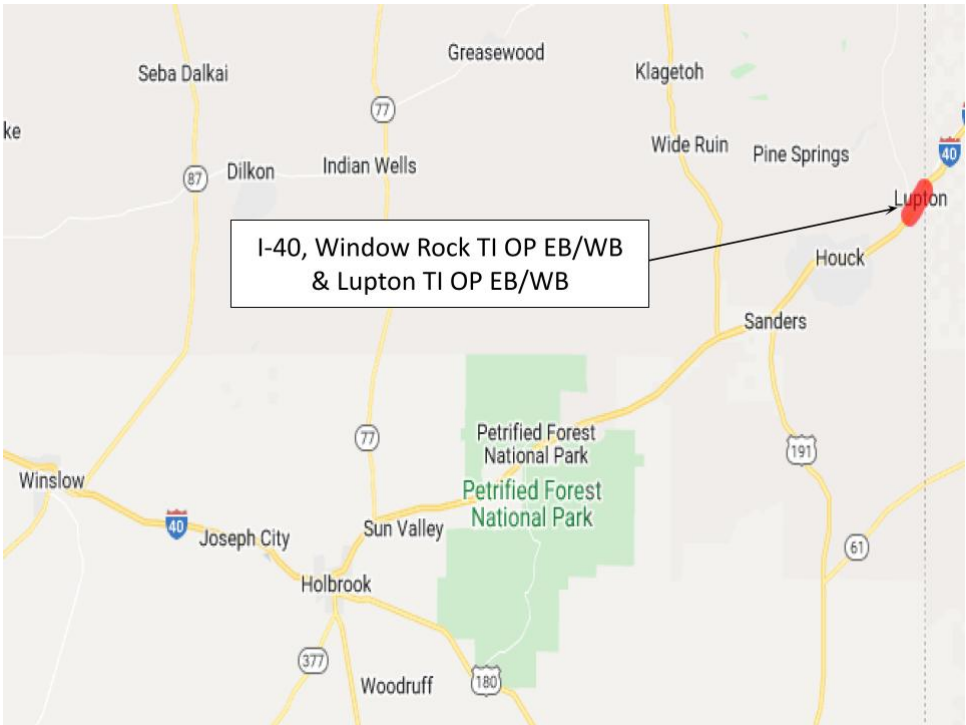 Greasewood
Seba Dalkai
Klagetoh
77
ke
Wide Ruin
Pine Springs
40
Dilkon
Indian Wells
87
Lupton
I-40, Window Rock TI OP EB/WB
& Lupton TI OP EB/WB
Houck
Sanders
77
Petrified Forest
National Park
191
Winslow
Petrified Forest
National Park
40
Joseph City
Sun Valley
61
Holbrook
377
Woodruff
180